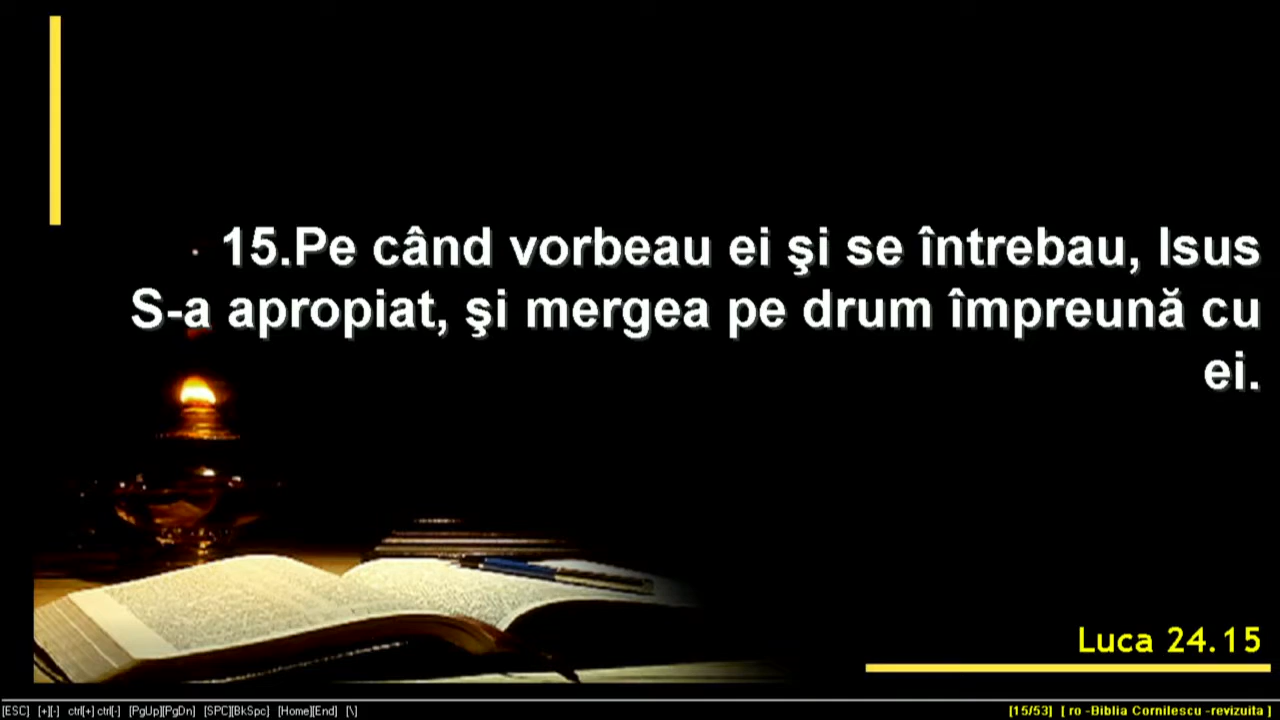 15.Pe când vorbeau ei şi se întrebau, Isus
S-a apropiat, şi mergea pe drum împreună cu
ei.
Luca 24.15
[ESC] [+][-] ctrl[+] ctrl[-] [PgUp][PgDn] [SPC][BkSpc] [Home][End] [\] [15/53] [ ro -Biblia Cornilescu -revizuita ]